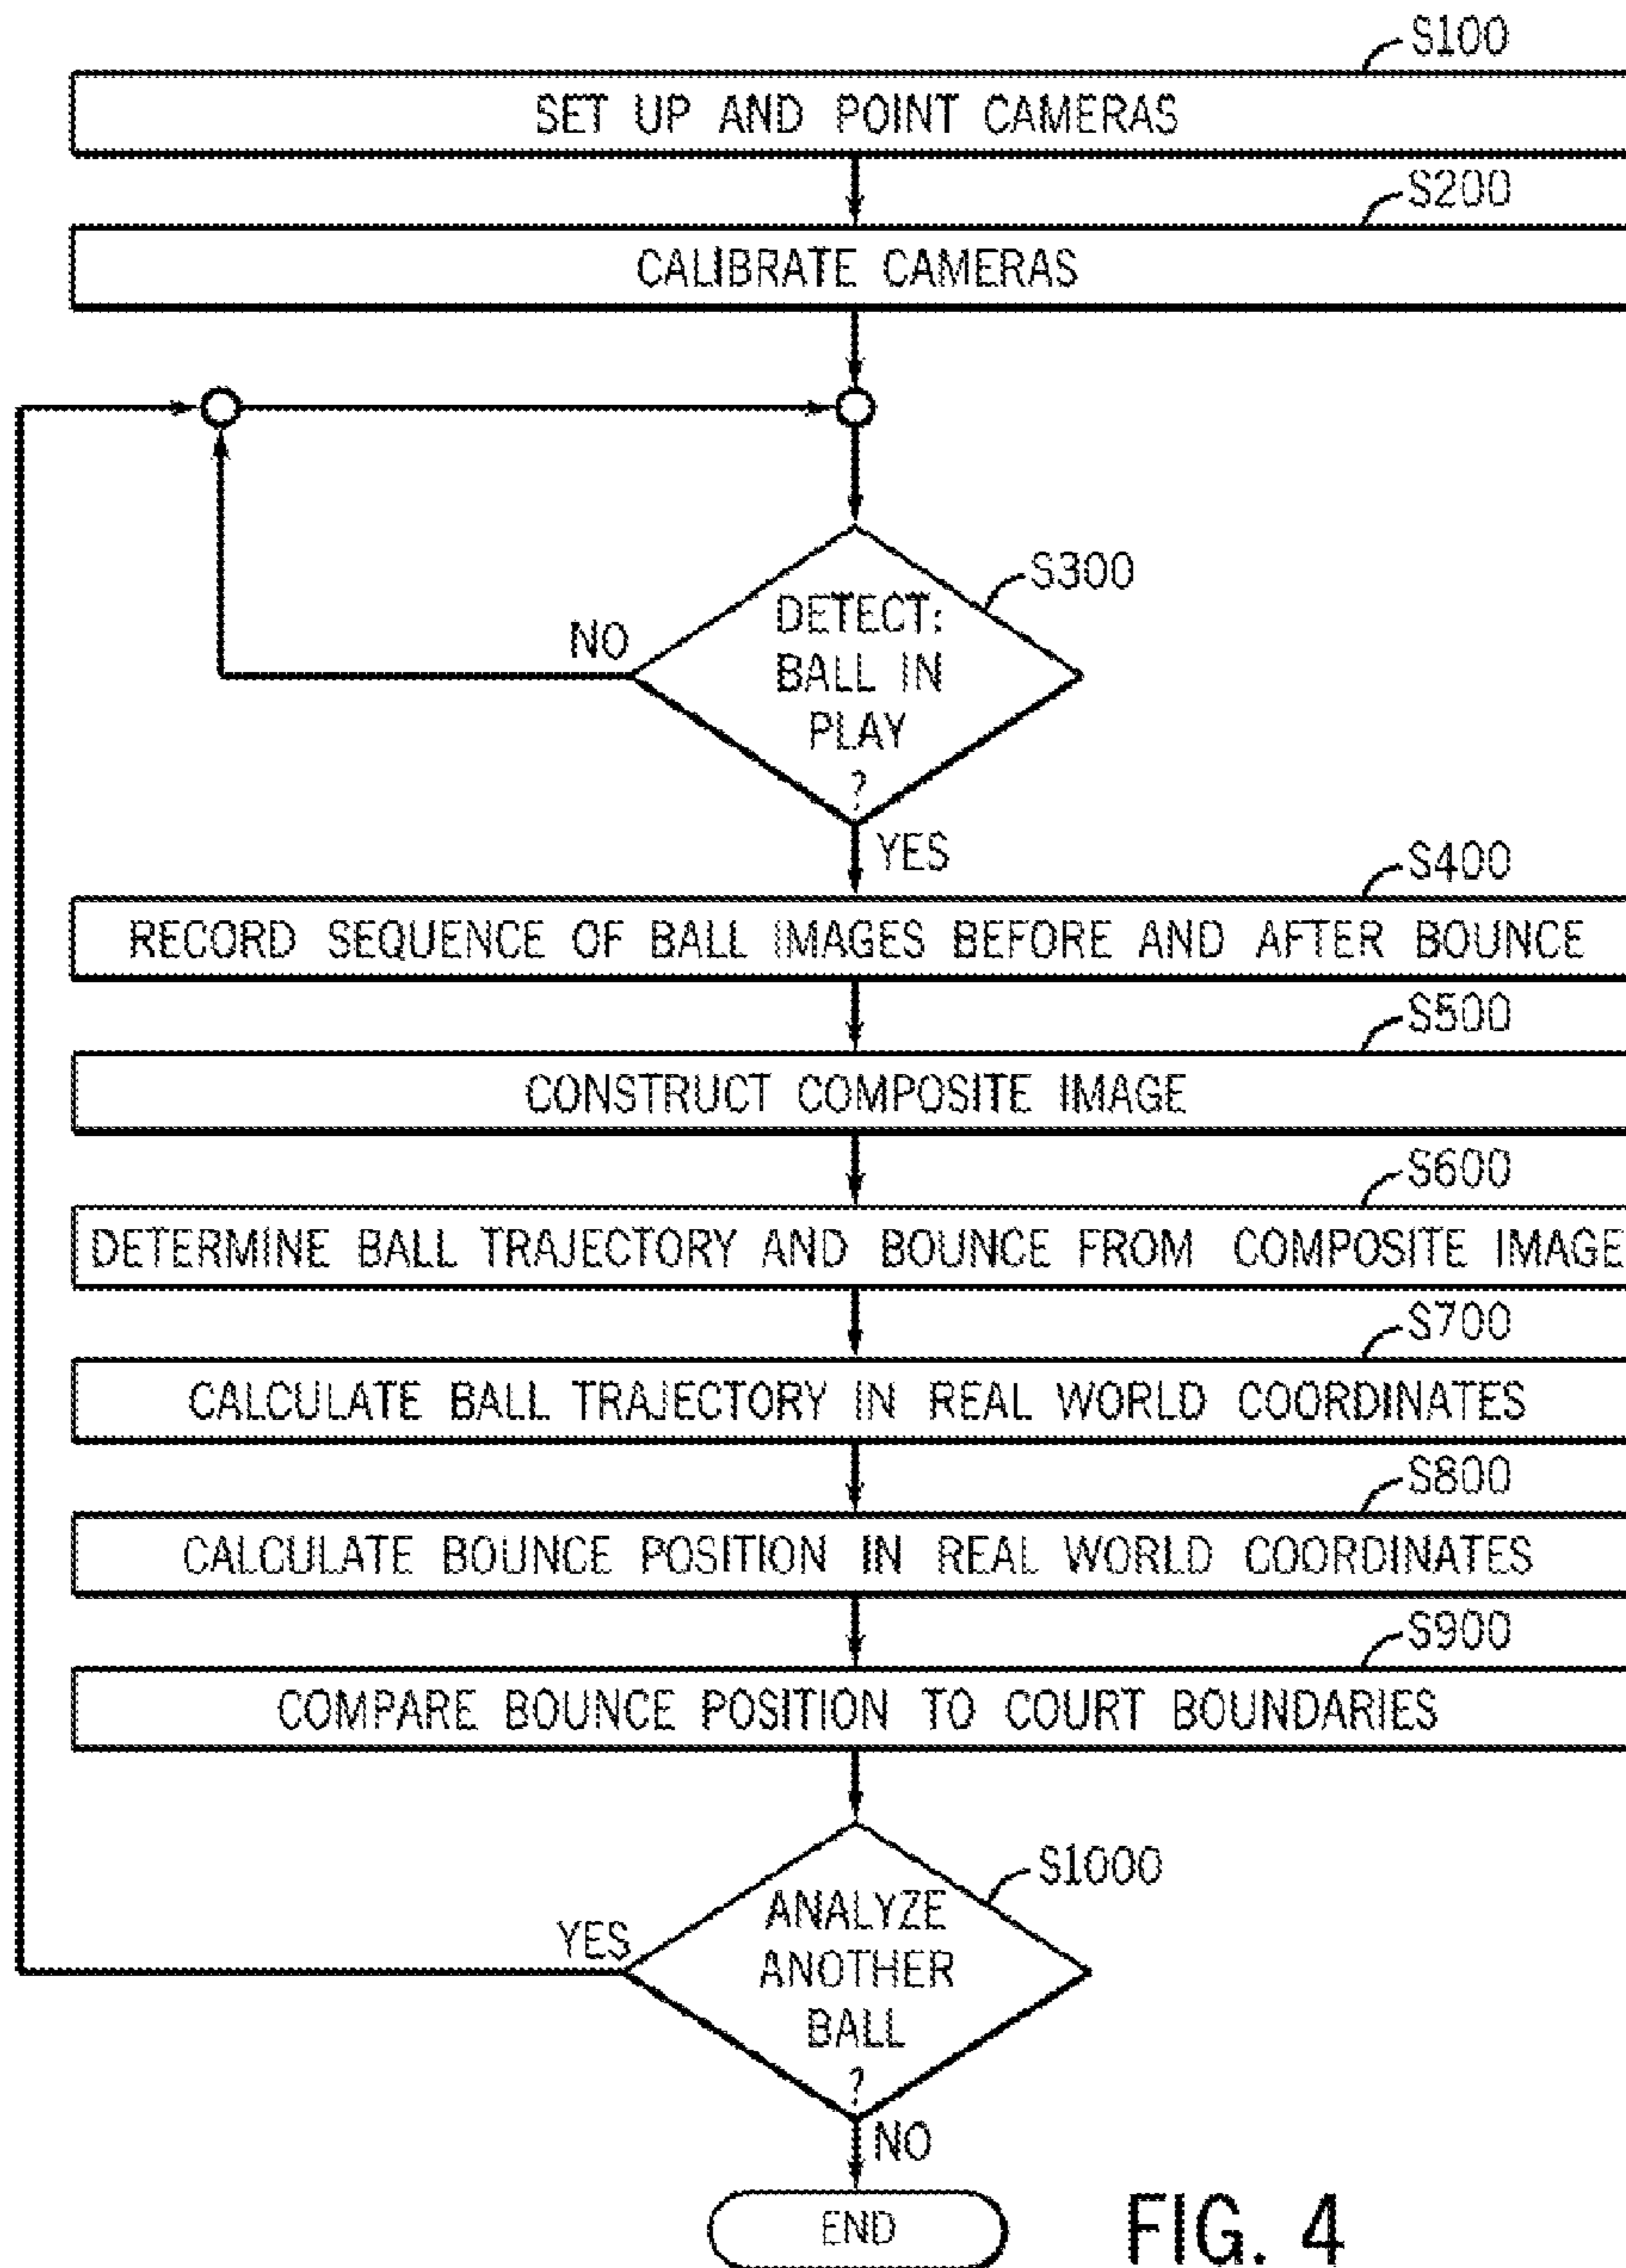 S100
SET UP AND POINT CAMERAS
S200
CALIBRATE CAMERAS
S300
DETECT:
BALL IN
PLAY
?
NO
YES
S400
RECORD SEQUENCE OF BALL IMAGES BEFORE AND AFTER BOUNCE
S500
CONSTRUCT COMPOSITE IMAGE
S600
DETERMINE BALL TRAJECTORY AND BOUNCE FROM COMPOSITE IMAGE
S700
CALCULATE BALL TRAJECTORY IN REAL WORLD COORDINATES
S800
CALCULATE BOUNCE POSITION IN REAL WORLD COORDINATES
S900
COMPARE BOUNCE POSITION TO COURT BOUNDARIES
S1000
ANALYZE
ANOTHER
BALL
?
YES
NO
END
FIG. 4